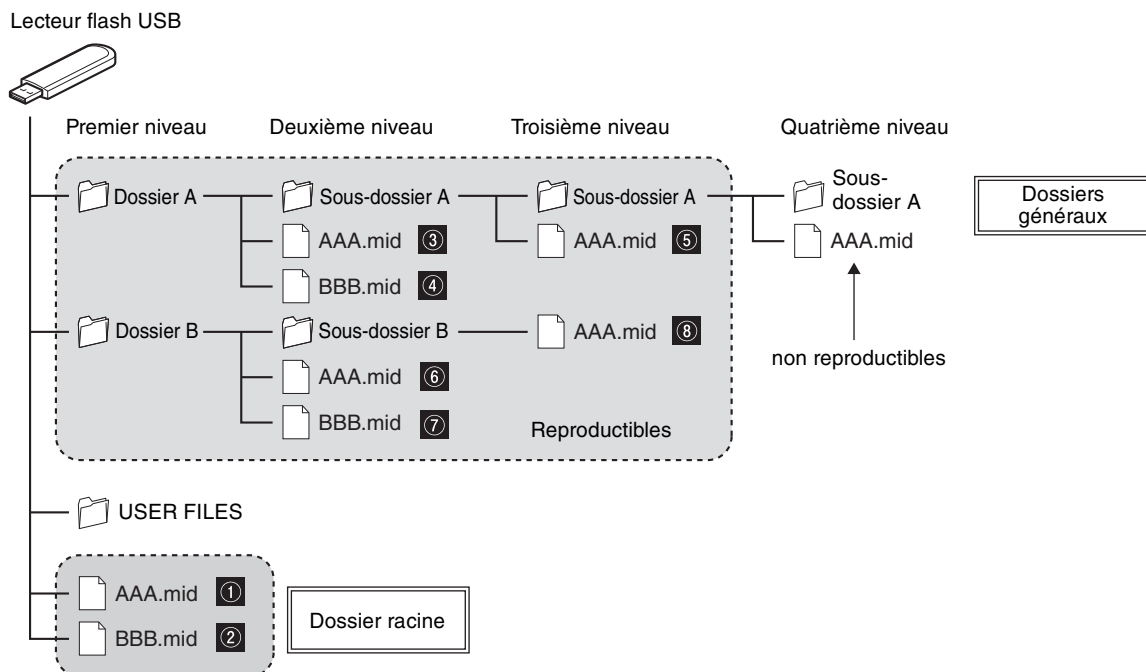 Lecteur flash USB
Premier niveau
Deuxième niveau
Troisième niveau
Quatrième niveau
Dossier A
Sous-dossier A
Sous-dossier A
Sous-
dossier A
Dossiers
généraux
AAA.mid ③
AAA.mid ⑤
AAA.mid
BBB.mid ④
Dossier B
Sous-dossier B
AAA.mid ⑧
non reproductibles
AAA.mid ⑥
BBB.mid ⑦
Reproductibles
USER FILES
AAA.mid ①
BBB.mid ②
Dossier racine